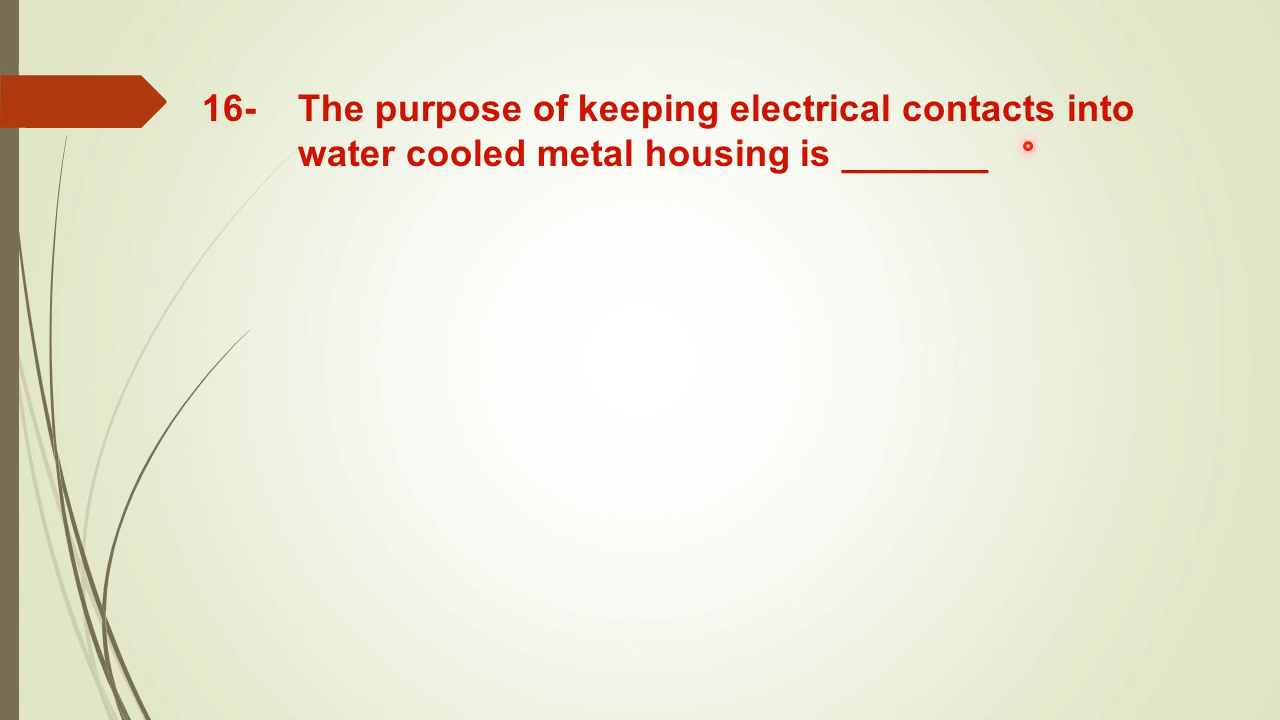 16- The purpose of keeping electrical contacts into
water cooled metal housing is _______